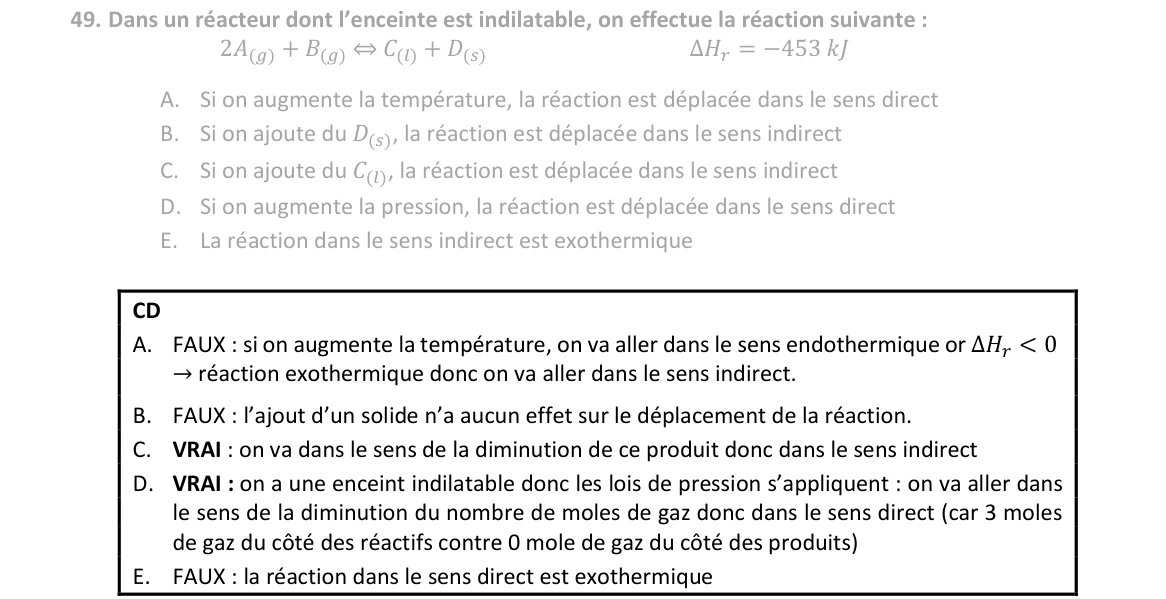 49. Dans un réacteur dont l’enceinte est indilatable, on effectue la réaction suivante :
2A(g) + B(g) ⇔ C(l) + D(s) ΔHr = −453 kJ
A. Si on augmente la température, la réaction est déplacée dans le sens direct
B. Si on ajoute du D(s), la réaction est déplacée dans le sens indirect
C. Si on ajoute du C(l), la réaction est déplacée dans le sens indirect
D. Si on augmente la pression, la réaction est déplacée dans le sens direct
E. La réaction dans le sens indirect est exothermique
CD
A. FAUX : si on augmente la température, on va aller dans le sens endothermique or ΔHr < 0
→ réaction exothermique donc on va aller dans le sens indirect.
B. FAUX : l’ajout d’un solide n’a aucun effet sur le déplacement de la réaction.
C. VRAI : on va dans le sens de la diminution de ce produit donc dans le sens indirect
D. VRAI : on a une enceint indilatable donc les lois de pression s’appliquent : on va aller dans
le sens de la diminution du nombre de moles de gaz donc dans le sens direct (car 3 moles
de gaz du côté des réactifs contre 0 mole de gaz du côté des produits)
E. FAUX : la réaction dans le sens direct est exothermique